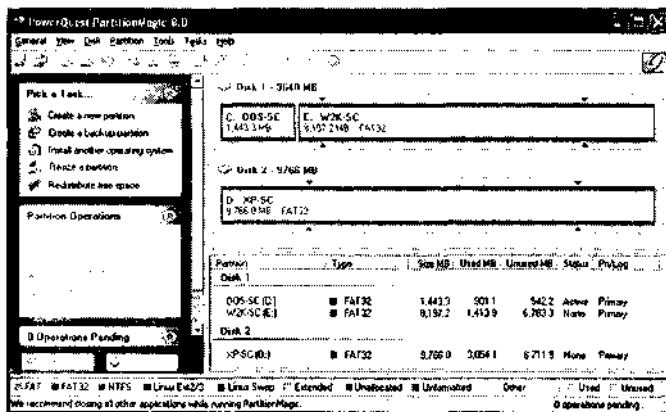 PowerQuest PartitionMagic 8.0
General View Disk Partition Tools Tasks Help
Pick a Task...
Create a new partition
Create a backup partition
Install another operating system
Resize a partition
Redistribute free space
Partition Operations
0 Operations Pending
Disk 1 - 9640 MB
C: DOS-SC
1,443.3 MB
E: W2K-SC
8,197.2 MB FAT32
Disk 2 - 9766 MB
D: XP-SC
9,766.0 MB FAT32
Partition Type Size MB Used MB Unused MB Status Pri/Log
Disk 1
DOS-SC (C:) FAT32 1,443.3 901.1 542.2 Active Primary
W2K-SC (E:) FAT32 8,197.2 1,413.9 6,783.3 None Primary
Disk 2
XP-SC (D:) FAT32 9,766.0 3,054.1 6,711.9 None Primary
FAT FAT32 NTFS Linux Ext2/3 Linux Swap Extended Unallocated Unformatted Other Used Unused
We recommend closing all other applications while running PartitionMagic. 0 operations pending.